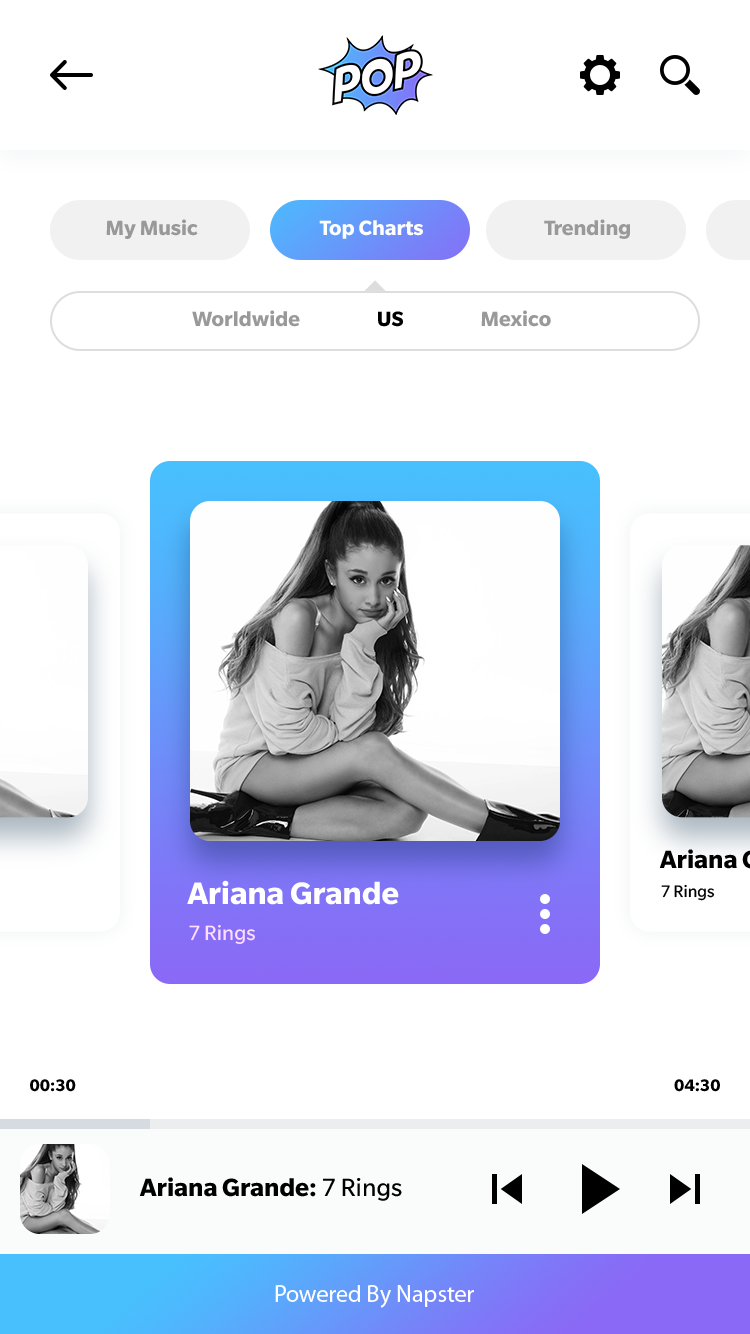 POP
My Music
Top Charts
Trending
Worldwide
US
Mexico
Ariana Grande
7 Rings
Ariana
7 Rings
00:30
04:30
Ariana Grande: 7 Rings
Powered By Napster